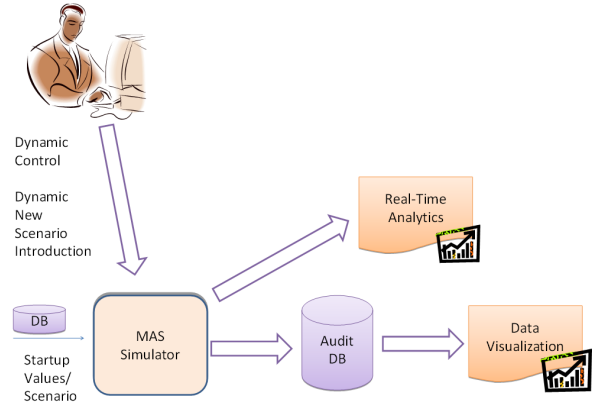 Dynamic
Control
Dynamic
New
Scenario
Introduction
Real-Time
Analytics
DB
Startup
Values/
Scenario
MAS
Simulator
Audit
DB
Data
Visualization